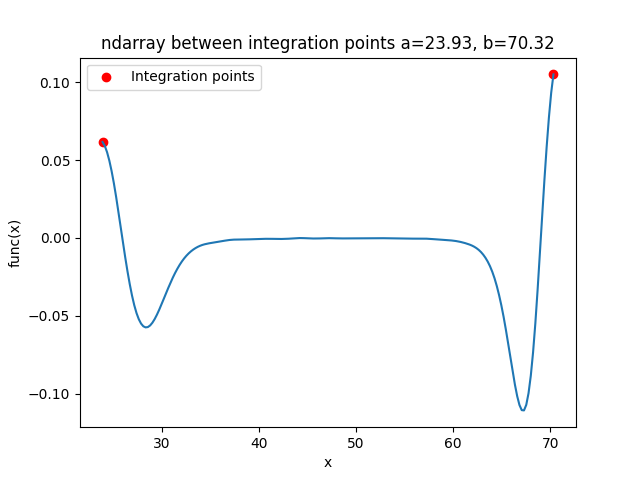 ndarray between integration points a=23.93, b=70.32
Integration points
0.10
0.05
0.00
−0.05
−0.10
func(x)
30 40 50 60 70
x